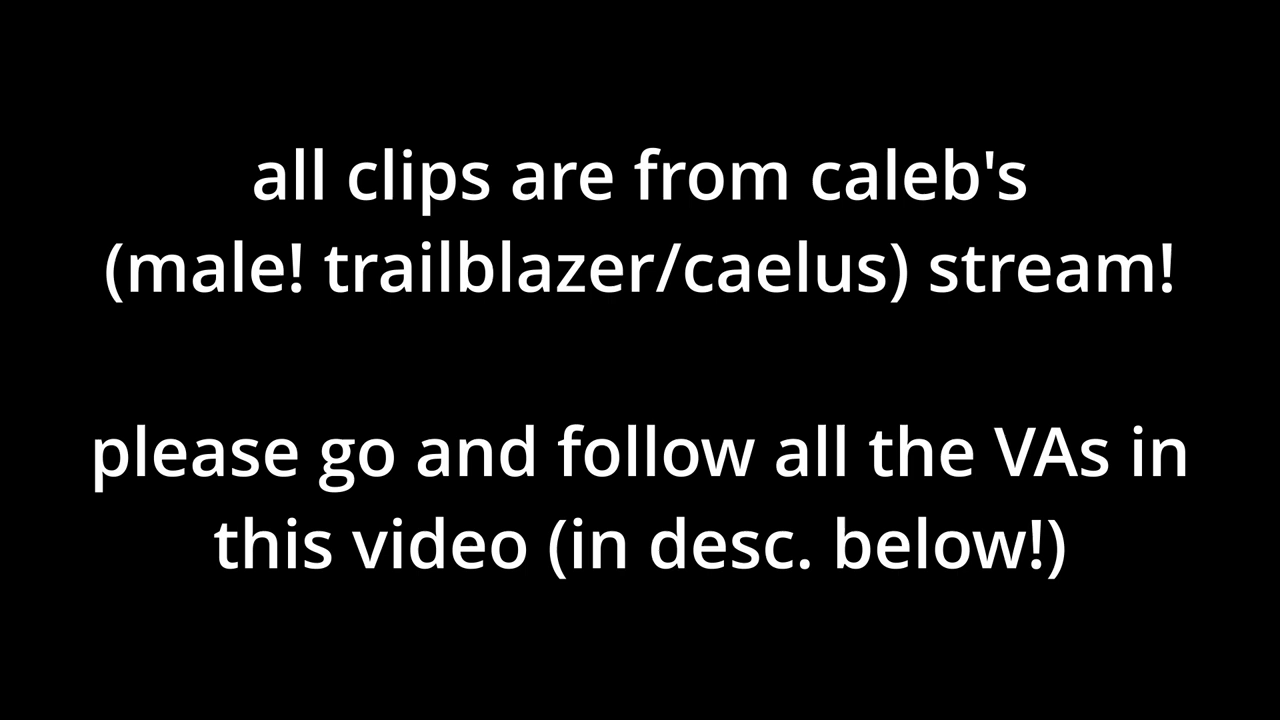 all clips are from caleb's
(male! trailblazer/caelus) stream!
please go and follow all the VAs in
this video (in desc. below!)